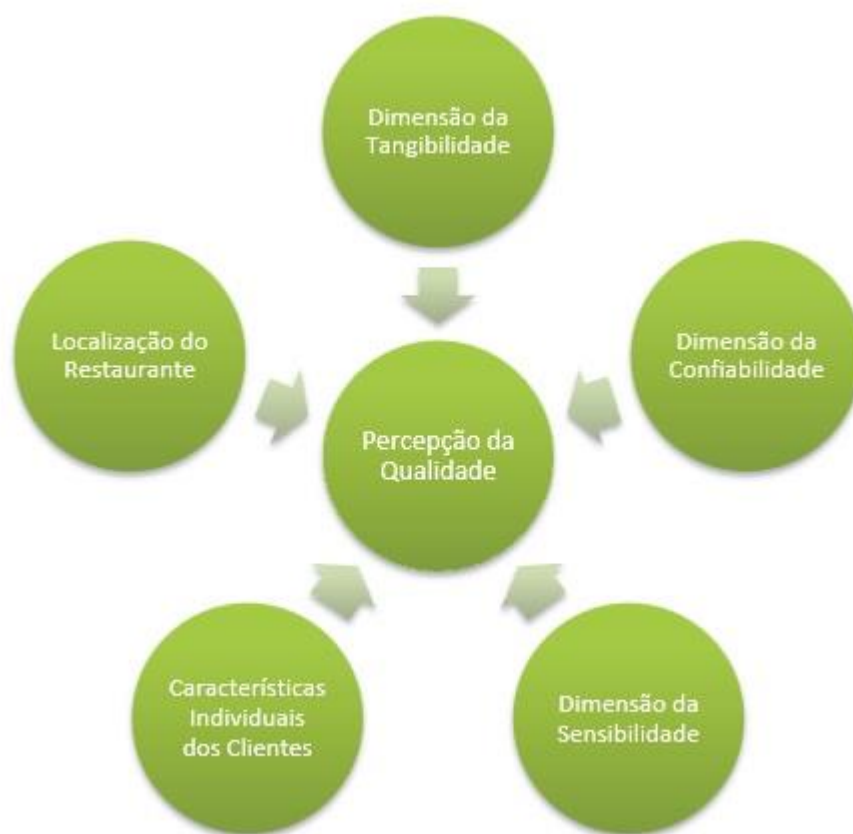 Dimensão da
Tangibilidade
Localização do
Restaurante
Dimensão da
Confiabilidade
Percepção da
Qualidade
Características
Individuais
dos Clientes
Dimensão da
Sensibilidade